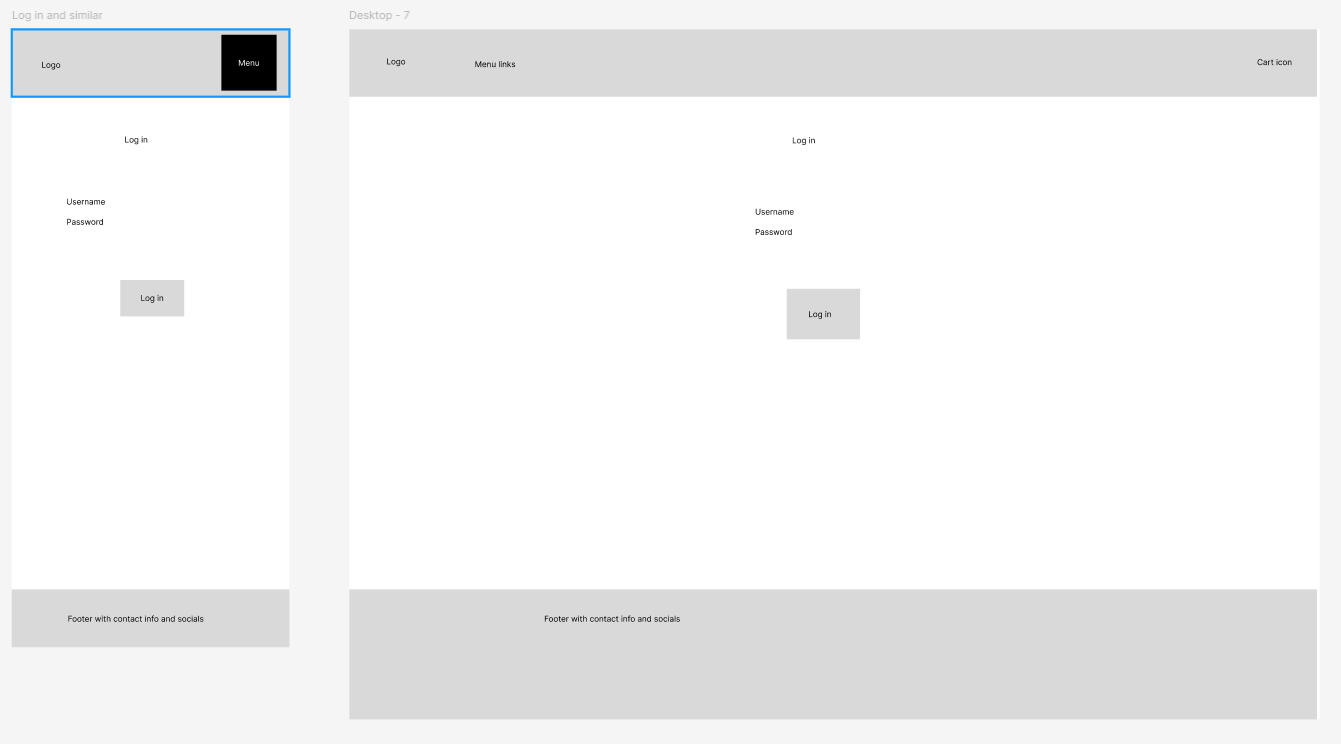 Log in and similar
Logo
Menu
Log in
Username
Password
Log in
Footer with contact info and socials
Desktop - 7
Logo
Menu links
Cart icon
Log in
Username
Password
Log in
Footer with contact info and socials